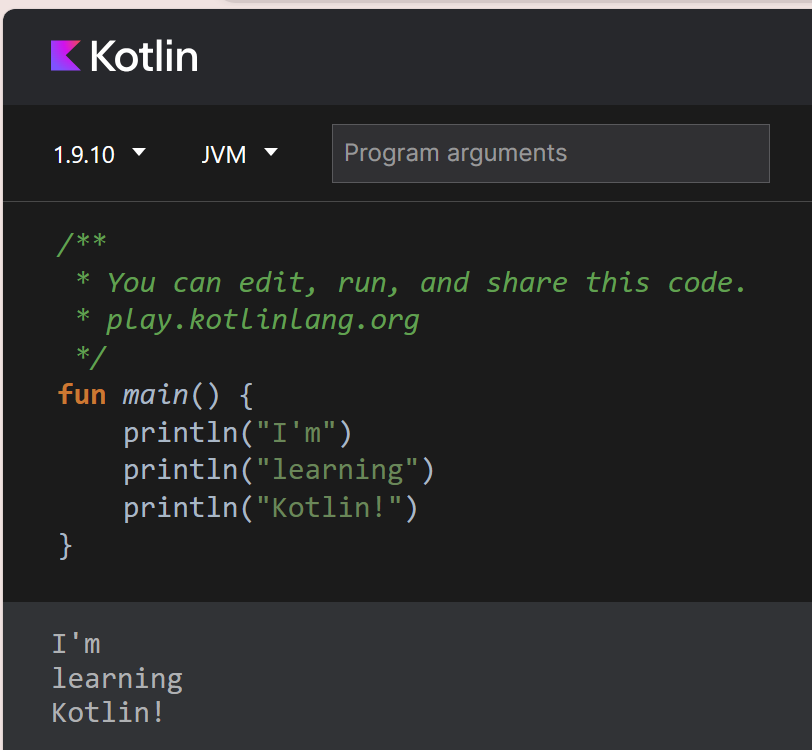 Kotlin
1.9.10 JVM Program arguments
/**
 * You can edit, run, and share this code.
 * play.kotlinlang.org
 */
fun main() {
    println("I'm")
    println("learning")
    println("Kotlin!")
}
I'm
learning
Kotlin!